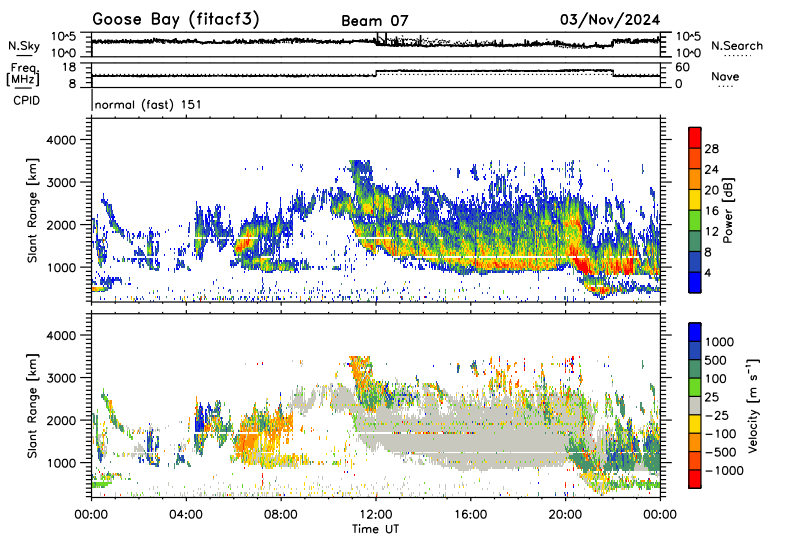 Goose Bay (fitacf3) Beam 07 03/Nov/2024
N.Sky 10^5 10^0 10^5 10^0 N.Search
Freq. [MHz] 18 8 60 0 Nave
CPID normal (fast) 151
Slant Range [km]
4000
3000
2000
1000
Power [dB]
28
24
20
16
12
8
4
Slant Range [km]
4000
3000
2000
1000
Velocity [m s⁻¹]
1000
500
100
25
−25
−100
−500
−1000
00:00 04:00 08:00 12:00 16:00 20:00 00:00
Time UT